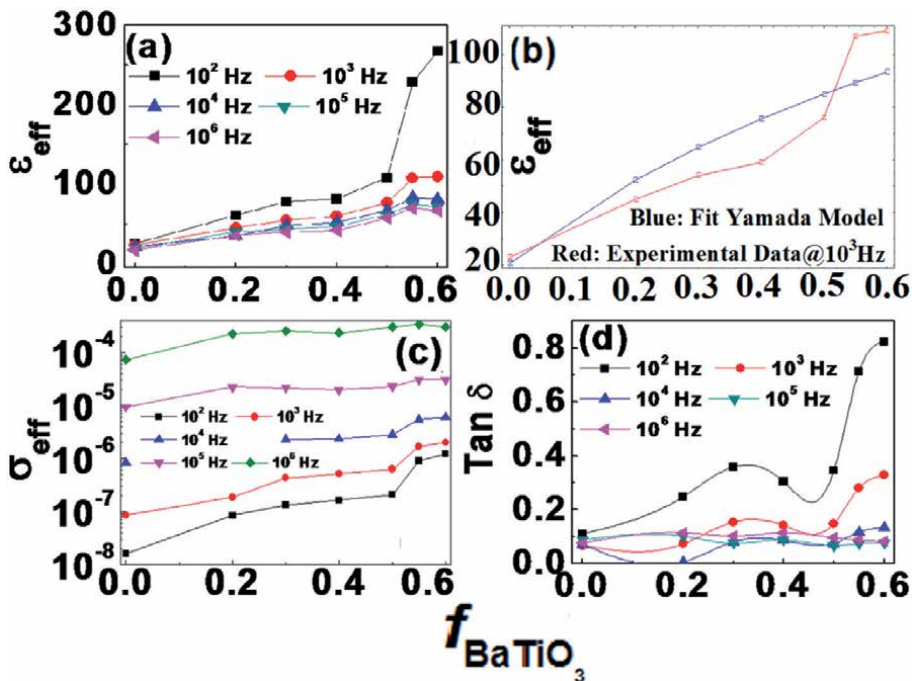 (a)
300
200
100
0
ε_eff
10² Hz
10³ Hz
10⁴ Hz
10⁵ Hz
10⁶ Hz
0.0 0.2 0.4 0.6
(b)
100
80
60
40
20
ε_eff
Blue: Fit Yamada Model
Red: Experimental Data@10³Hz
0.0 0.1 0.2 0.3 0.4 0.5 0.6
(c)
10⁻⁴
10⁻⁵
10⁻⁶
10⁻⁷
10⁻⁸
σ_eff
10² Hz
10³ Hz
10⁴ Hz
10⁵ Hz
10⁶ Hz
0.0 0.2 0.4 0.6
(d)
0.8
0.6
0.4
0.2
0.0
Tan δ
10² Hz
10³ Hz
10⁴ Hz
10⁵ Hz
10⁶ Hz
0.0 0.2 0.4 0.6
f_BaTiO₃